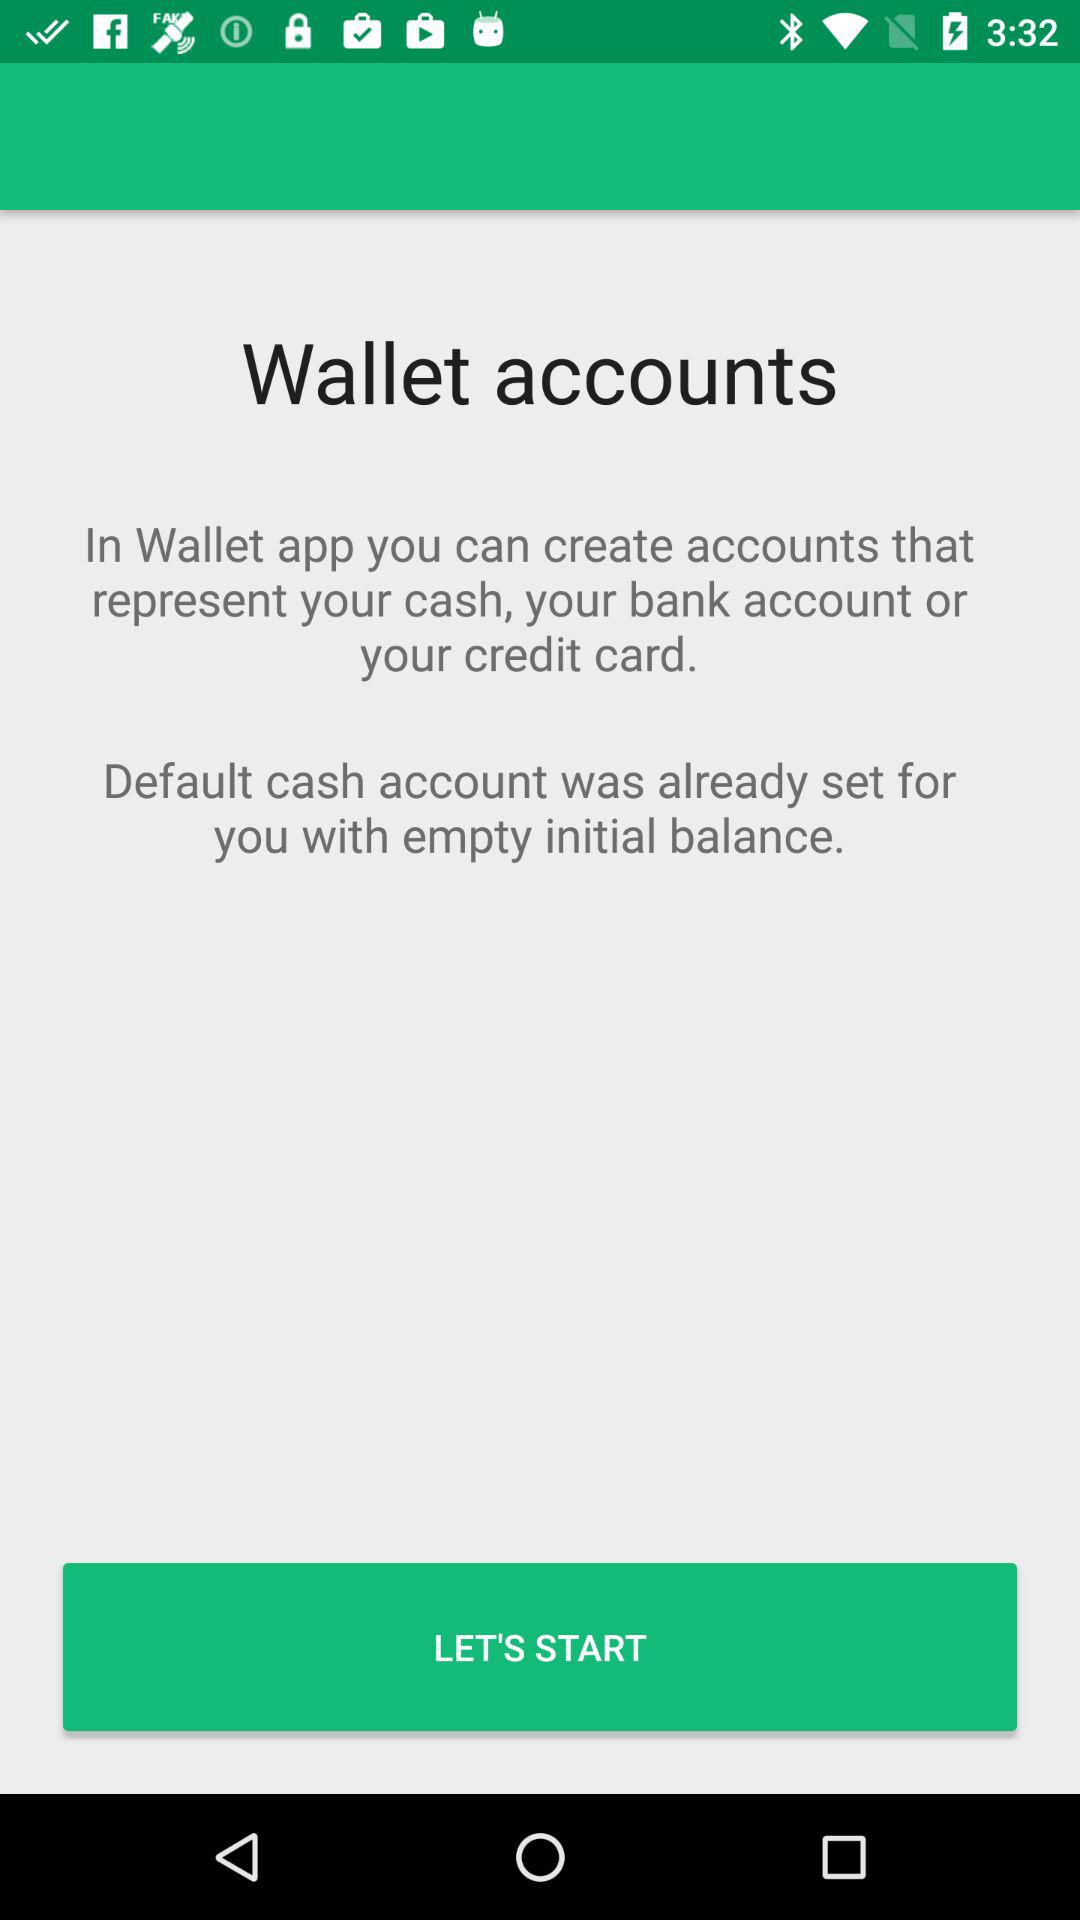 FAKE
3:32
Wallet accounts
In Wallet app you can create accounts that
represent your cash, your bank account or
your credit card.
Default cash account was already set for
you with empty initial balance.
LET'S START